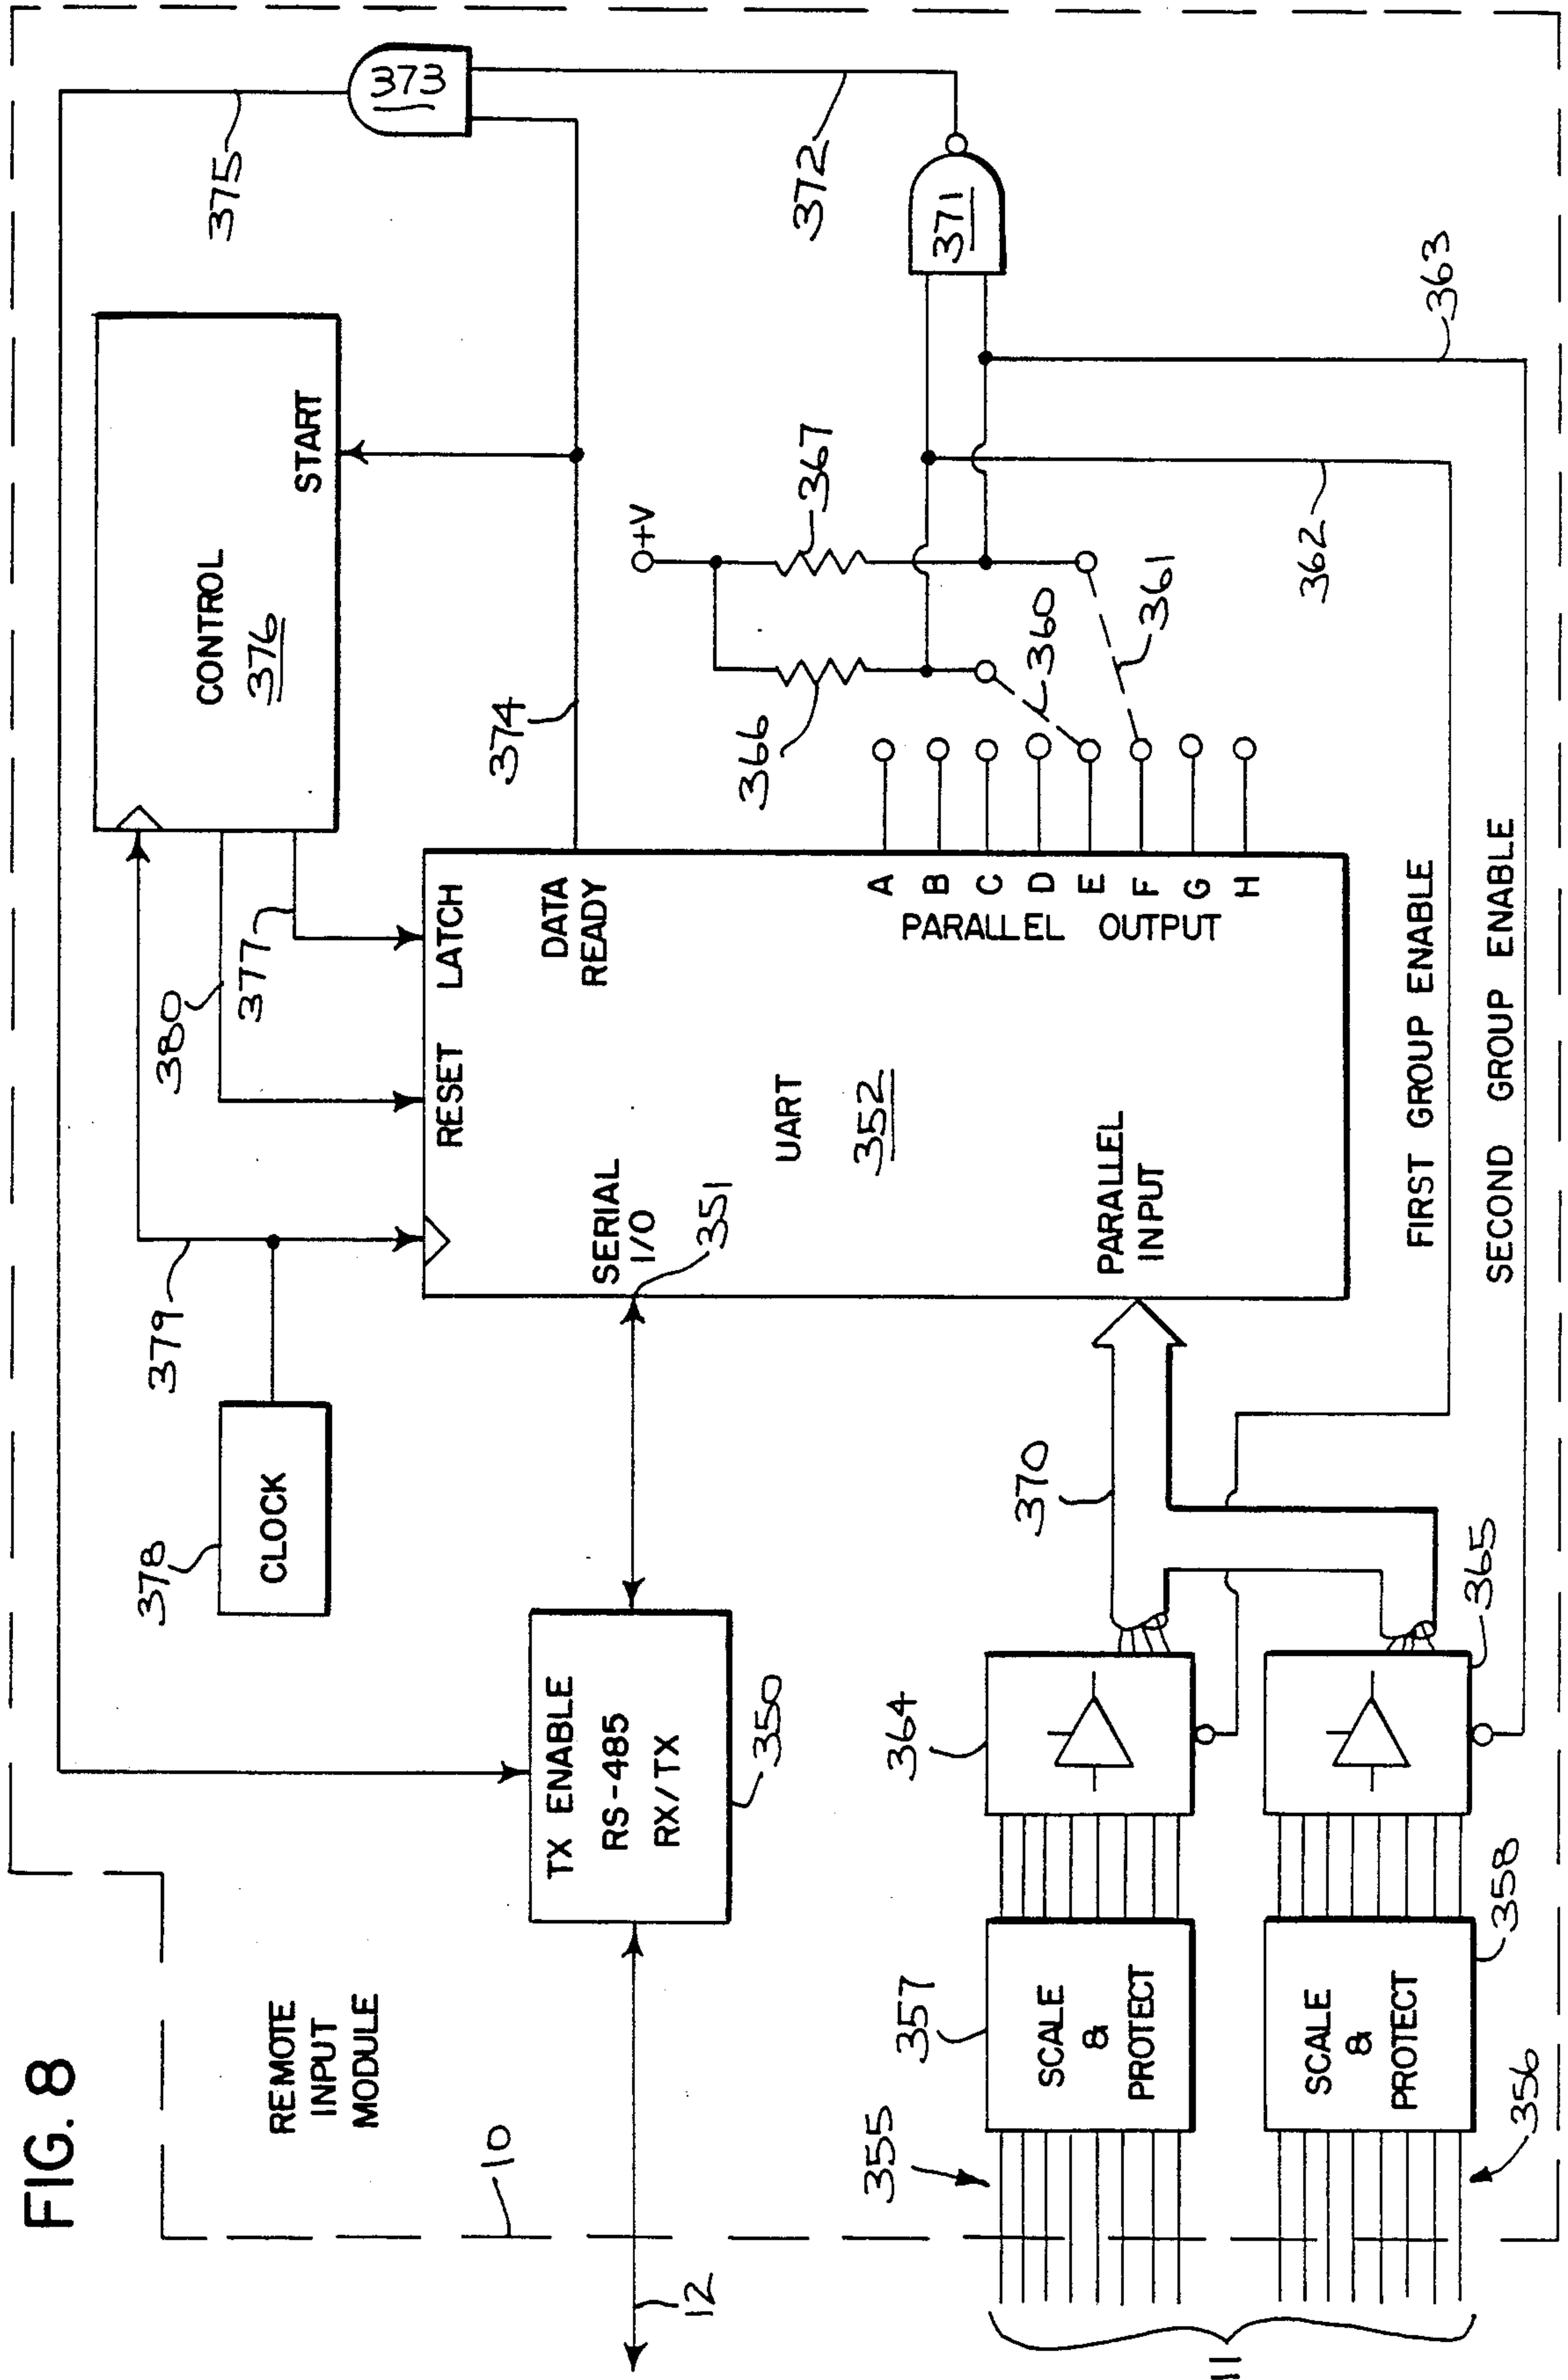 FIG. 8
REMOTE
INPUT
MODULE
10
12
11
355
356
SCALE
&
PROTECT
357
SCALE
&
PROTECT
358
364
365
370
TX ENABLE
RS-485
RX/TX
350
CLOCK
378
379
380
377
CONTROL
376
START
RESET
LATCH
SERIAL
I/O
351
DATA
READY
UART
352
PARALLEL
INPUT
PARALLEL OUTPUT
A
B
C
D
E
F
G
H
374
366
367
+V
360
361
362
363
371
372
373
375
FIRST GROUP ENABLE
SECOND GROUP ENABLE